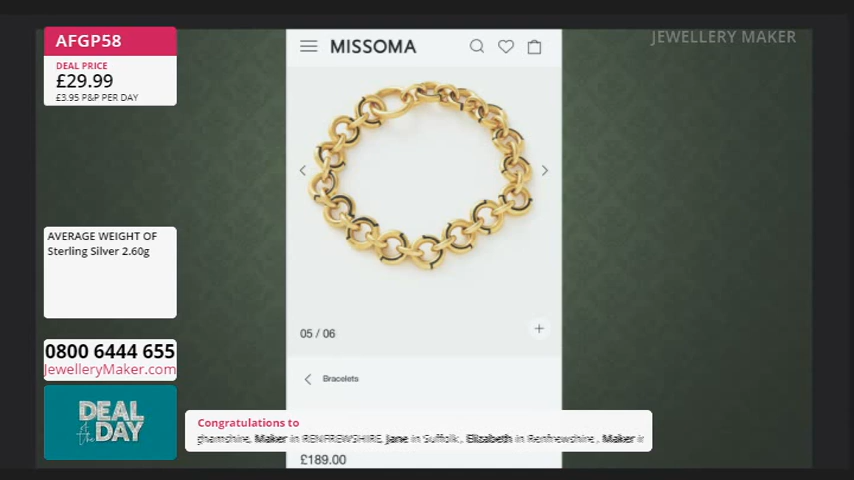 AFGP58
DEAL PRICE
£29.99
£3.95 P&P PER DAY
MISSOMA
JEWELLERY MAKER
AVERAGE WEIGHT OF
Sterling Silver 2.60g
05 / 06
+
Bracelets
0800 6444 655
JewelleryMaker.com
DEAL
of the
DAY
Congratulations to
ghamshire, Maker in RENFREWSHIRE, Jane in Suffolk, Elizabeth in Renfrewshire, Maker ir
£189.00